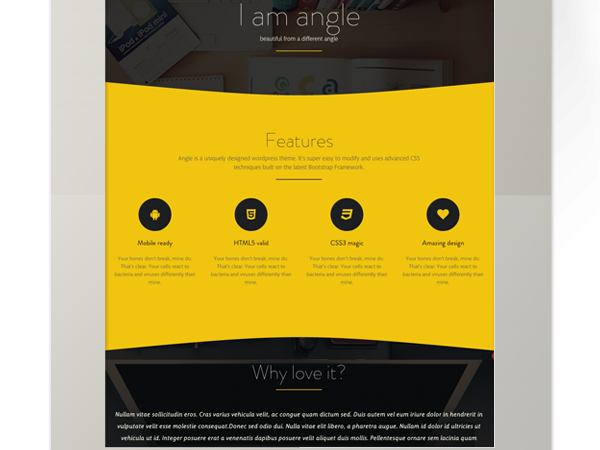 I am angle
beautiful from a different angle
iPod & iPad mini
Features
Angle is a uniquely designed wordpress theme. It's super easy to modify and uses advanced CSS
techniques built on the latest Bootstrap Framework.
Mobile ready
HTML5 valid
CSS3 magic
Amazing design
Your bones don't break, mine do.
That's clear. Your cells react to
bacteria and viruses differently than
mine.
Your bones don't break, mine do.
That's clear. Your cells react to
bacteria and viruses differently than
mine.
Your bones don't break, mine do.
That's clear. Your cells react to
bacteria and viruses differently than
mine.
Your bones don't break, mine do.
That's clear. Your cells react to
bacteria and viruses differently than
mine.
Why love it?
Nullam vitae sollicitudin eros. Cras varius vehicula velit, ac congue quam dictum sed. Duis autem vel eum iriure dolor in hendrerit in
vulputate velit esse molestie consequat.Donec sed odio dui. Nulla vitae elit libero, a pharetra augue. Nullam id dolor id ultricies ut
vehicula ut id. Integer posuere erat a venenatis dapibus posuere velit aliquet duis mollis. Pellentesque ornare sem lacinia quam